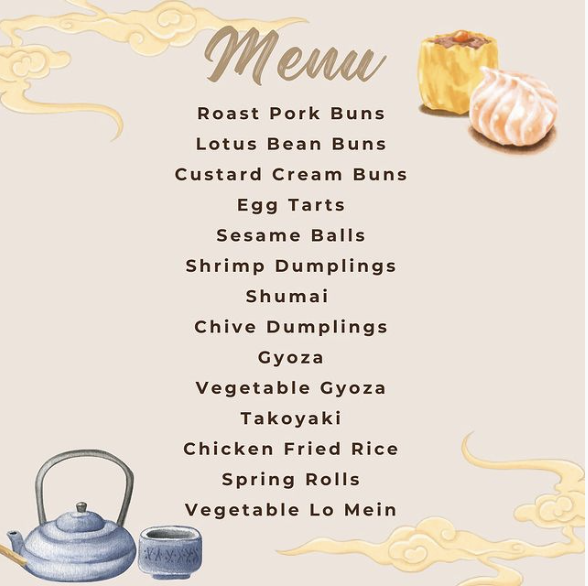 Menu
Roast Pork Buns
Lotus Bean Buns
Custard Cream Buns
Egg Tarts
Sesame Balls
Shrimp Dumplings
Shumai
Chive Dumplings
Gyoza
Vegetable Gyoza
Takoyaki
Chicken Fried Rice
Spring Rolls
Vegetable Lo Mein